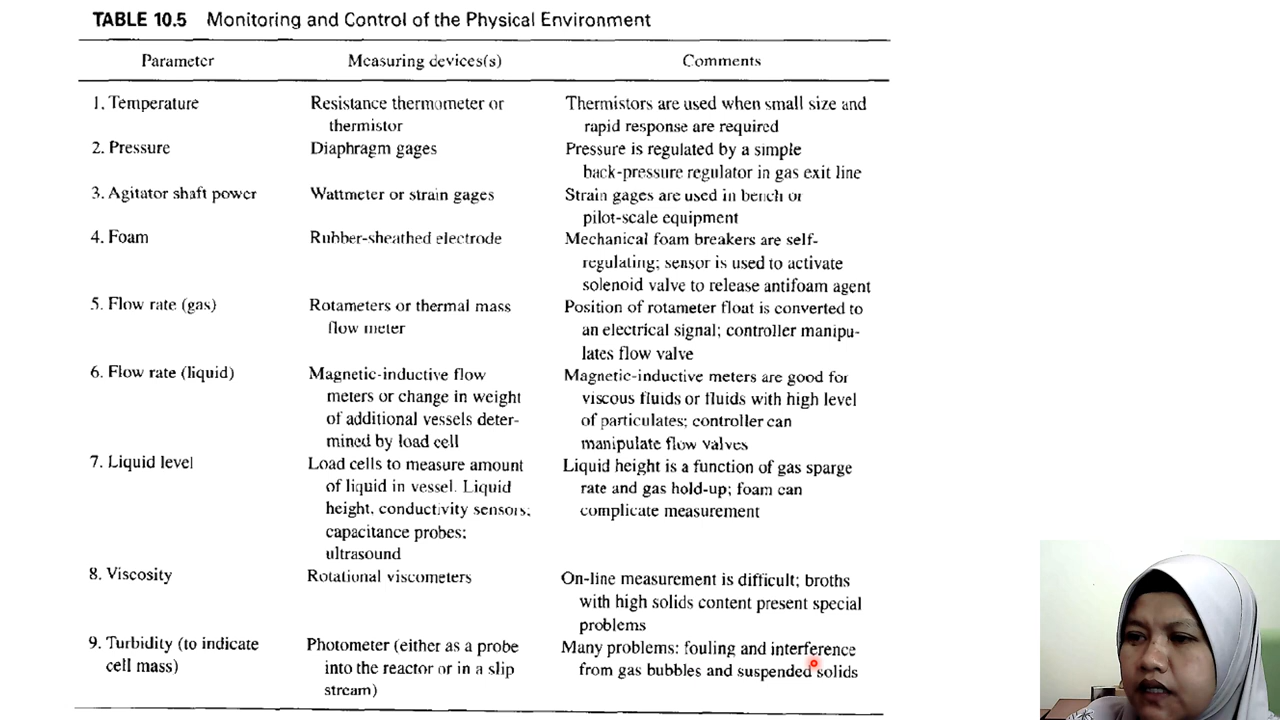 TABLE 10.5 Monitoring and Control of the Physical Environment
Parameter Measuring devices(s) Comments
1. Temperature Resistance thermometer or Thermistors are used when small size and
thermistor rapid response are required
2. Pressure Diaphragm gages Pressure is regulated by a simple
back-pressure regulator in gas exit line
3. Agitator shaft power Wattmeter or strain gages Strain gages are used in bench or
pilot-scale equipment
4. Foam Rubber-sheathed electrode Mechanical foam breakers are self-
regulating; sensor is used to activate
solenoid valve to release antifoam agent
5. Flow rate (gas) Rotameters or thermal mass Position of rotameter float is converted to
flow meter an electrical signal; controller manipu-
lates flow valve
6. Flow rate (liquid) Magnetic-inductive flow Magnetic-inductive meters are good for
meters or change in weight viscous fluids or fluids with high level
of additional vessels deter- of particulates; controller can
mined by load cell manipulate flow valves
7. Liquid level Load cells to measure amount Liquid height is a function of gas sparge
of liquid in vessel. Liquid rate and gas hold-up; foam can
height, conductivity sensors; complicate measurement
capacitance probes;
ultrasound
8. Viscosity Rotational viscometers On-line measurement is difficult; broths
with high solids content present special
problems
9. Turbidity (to indicate Photometer (either as a probe Many problems: fouling and interference
cell mass) into the reactor or in a slip from gas bubbles and suspended solids
stream)